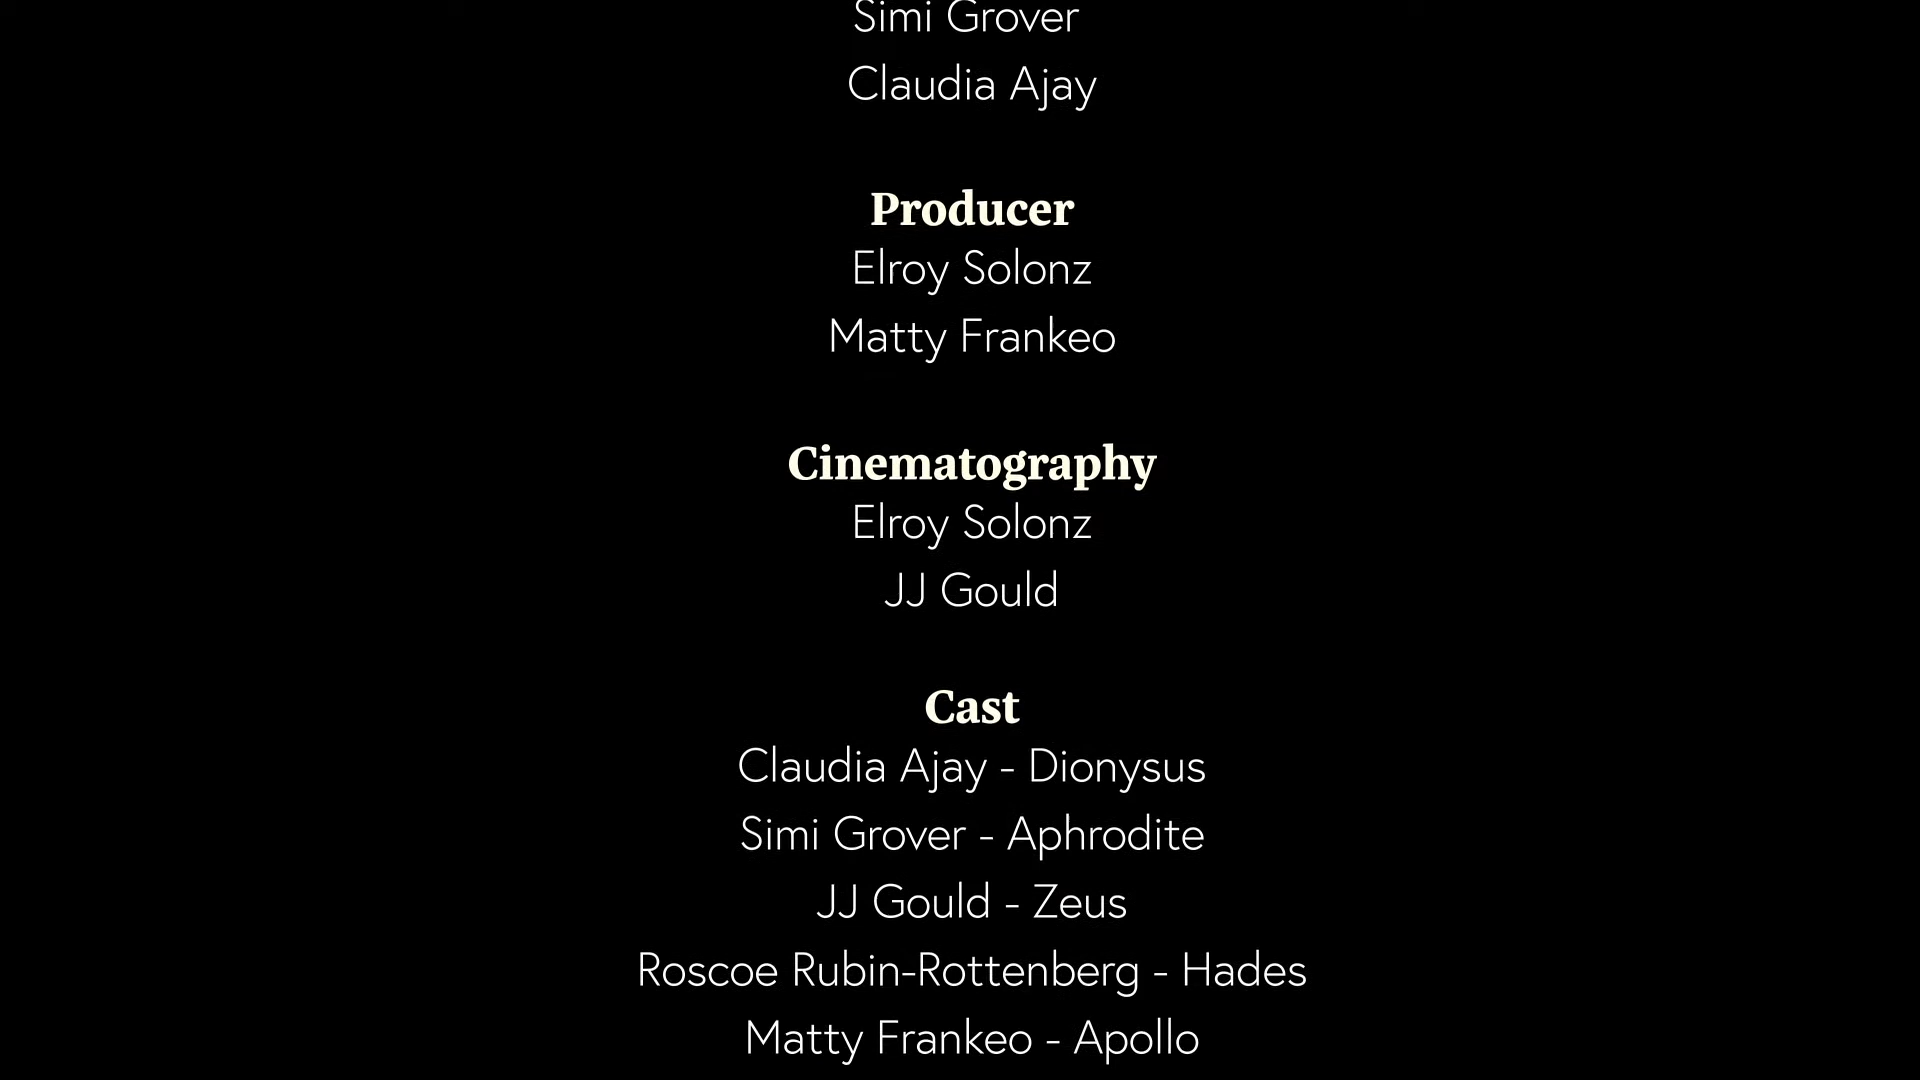 Simi Grover
Claudia Ajay
Producer
Elroy Solonz
Matty Frankeo
Cinematography
Elroy Solonz
JJ Gould
Cast
Claudia Ajay - Dionysus
Simi Grover - Aphrodite
JJ Gould - Zeus
Roscoe Rubin-Rottenberg - Hades
Matty Frankeo - Apollo